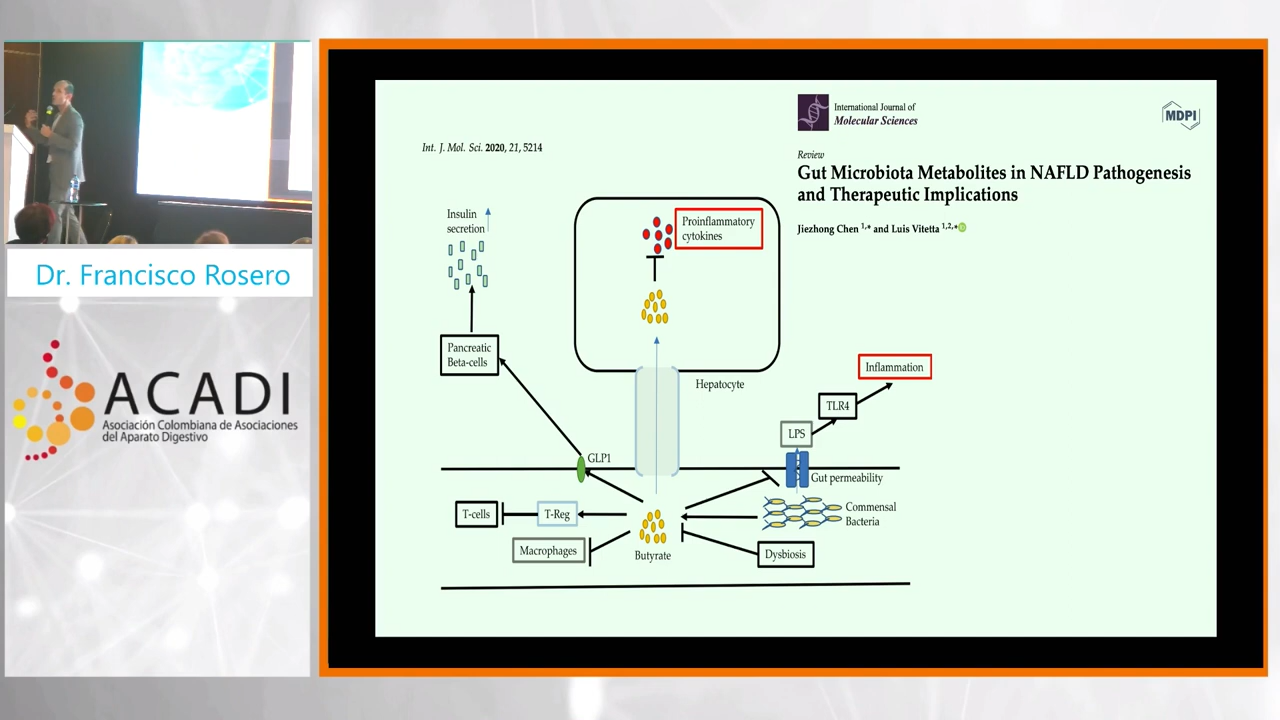 Dr. Francisco Rosero
ACADI
Asociación Colombiana de Asociaciones
del Aparato Digestivo
International Journal of
Molecular Sciences
MDPI
Int. J. Mol. Sci. 2020, 21, 5214
Review
Gut Microbiota Metabolites in NAFLD Pathogenesis
and Therapeutic Implications
Jiezhong Chen 1,* and Luis Vitetta 1,2,*
Insulin
secretion
Proinflammatory
cytokines
Pancreatic
Beta-cells
Hepatocyte
Inflammation
TLR4
LPS
GLP1
Gut permeability
T-cells
T-Reg
Commensal
Bacteria
Macrophages
Butyrate
Dysbiosis